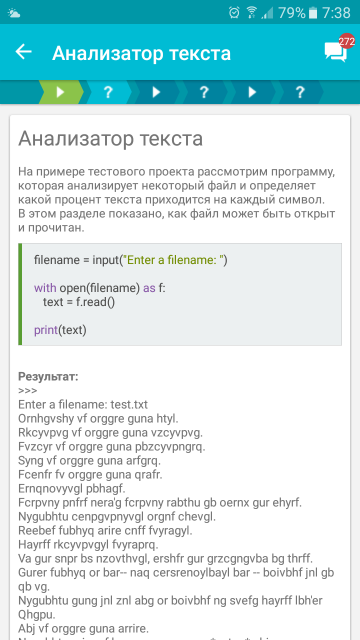 79% 7:38
Анализатор текста
272
?
?
?
Анализатор текста
На примере тестового проекта рассмотрим программу,
которая анализирует некоторый файл и определяет
какой процент текста приходится на каждый символ.
В этом разделе показано, как файл может быть открыт
и прочитан.
filename = input("Enter a filename: ")
with open(filename) as f:
text = f.read()
print(text)
Результат:
>>>
Enter a filename: test.txt
Ornhgvshy vf orggre guna htyl.
Rkcyvpvg vf orggre guna vzcyvpvg.
Fvzcyr vf orggre guna pbzcyvpngrq.
Syng vf orggre guna arfgrq.
Fcenfr fv orggre guna qrafr.
Ernqnovyvgl pbhagf.
Fcrpvny pnfrf nera'g fcrpvny rabthu gb oernx gur ehyrf.
Nygubhtu cenpgvpnyvgl orgnf chevgl.
Reebef fubhyq arire cnff fvyragyl.
Hayrff rkcyvpvgyl fvyraprq.
Va gur snpr bs nzovthvgl, ershfr gur grzcgngvba bg thrff.
Gurer fubhyq or bar-- naq cersrenoylbayl bar -- boivbhf jnl gb
qb vg.
Nygubhtu gung jnl znl abg or boivbhf ng svefg hayrff lbh'er
Qhgpu.
Abj vf orggre guna arrire.